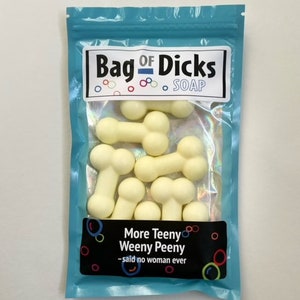 Bag OF Dicks
SOAP
More Teeny
Weeny Peeny
–said no woman ever